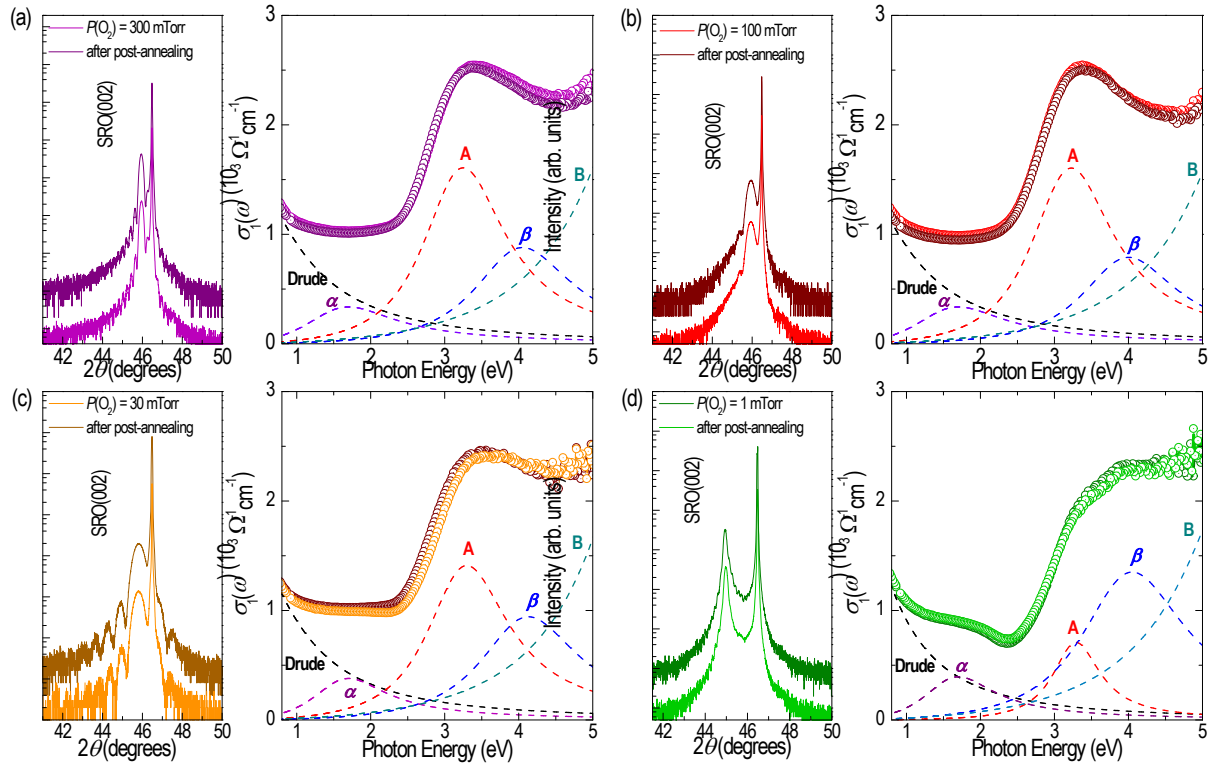 (a)
P(O₂) = 300 mTorr
after post-annealing
SRO(002)
42 44 46 48 50
2θ (degrees)
σ₁(ω) (10³ Ω⁻¹cm⁻¹)
3
2
1
0
A
B
β
Drude
α
1 2 3 4 5
Photon Energy (eV)
(b)
P(O₂) = 100 mTorr
after post-annealing
SRO(002)
Intensity (arb. units)
42 44 46 48 50
2θ (degrees)
σ₁(ω) (10³ Ω⁻¹cm⁻¹)
3
2
1
0
A
B
β
Drude
α
1 2 3 4 5
Photon Energy (eV)
(c)
P(O₂) = 30 mTorr
after post-annealing
SRO(002)
42 44 46 48 50
2θ (degrees)
σ₁(ω) (10³ Ω⁻¹cm⁻¹)
3
2
1
0
A
B
β
Drude
α
1 2 3 4 5
Photon Energy (eV)
(d)
P(O₂) = 1 mTorr
after post-annealing
SRO(002)
Intensity (arb. units)
42 44 46 48 50
2θ (degrees)
σ₁(ω) (10³ Ω⁻¹cm⁻¹)
3
2
1
0
B
β
A
Drude
α
1 2 3 4 5
Photon Energy (eV)